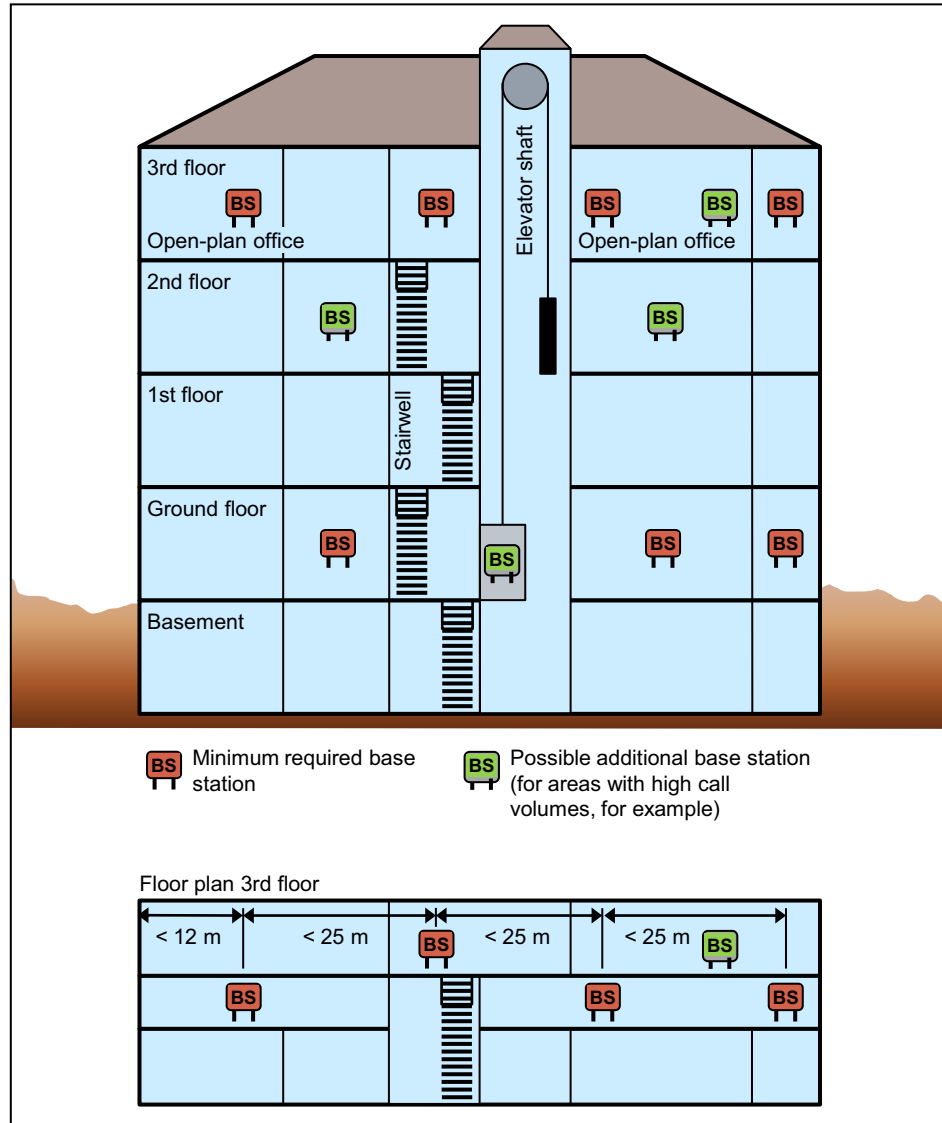 3rd floor
BS
BS
BS
BS
BS
Open-plan office
Elevator shaft
Open-plan office
2nd floor
BS
BS
1st floor
Stairwell
Ground floor
BS
BS
BS
BS
Basement
BS
Minimum required base
station
BS
Possible additional base station
(for areas with high call
volumes, for example)
Floor plan 3rd floor
< 12 m
< 25 m
< 25 m
< 25 m
BS
BS
BS
BS
BS